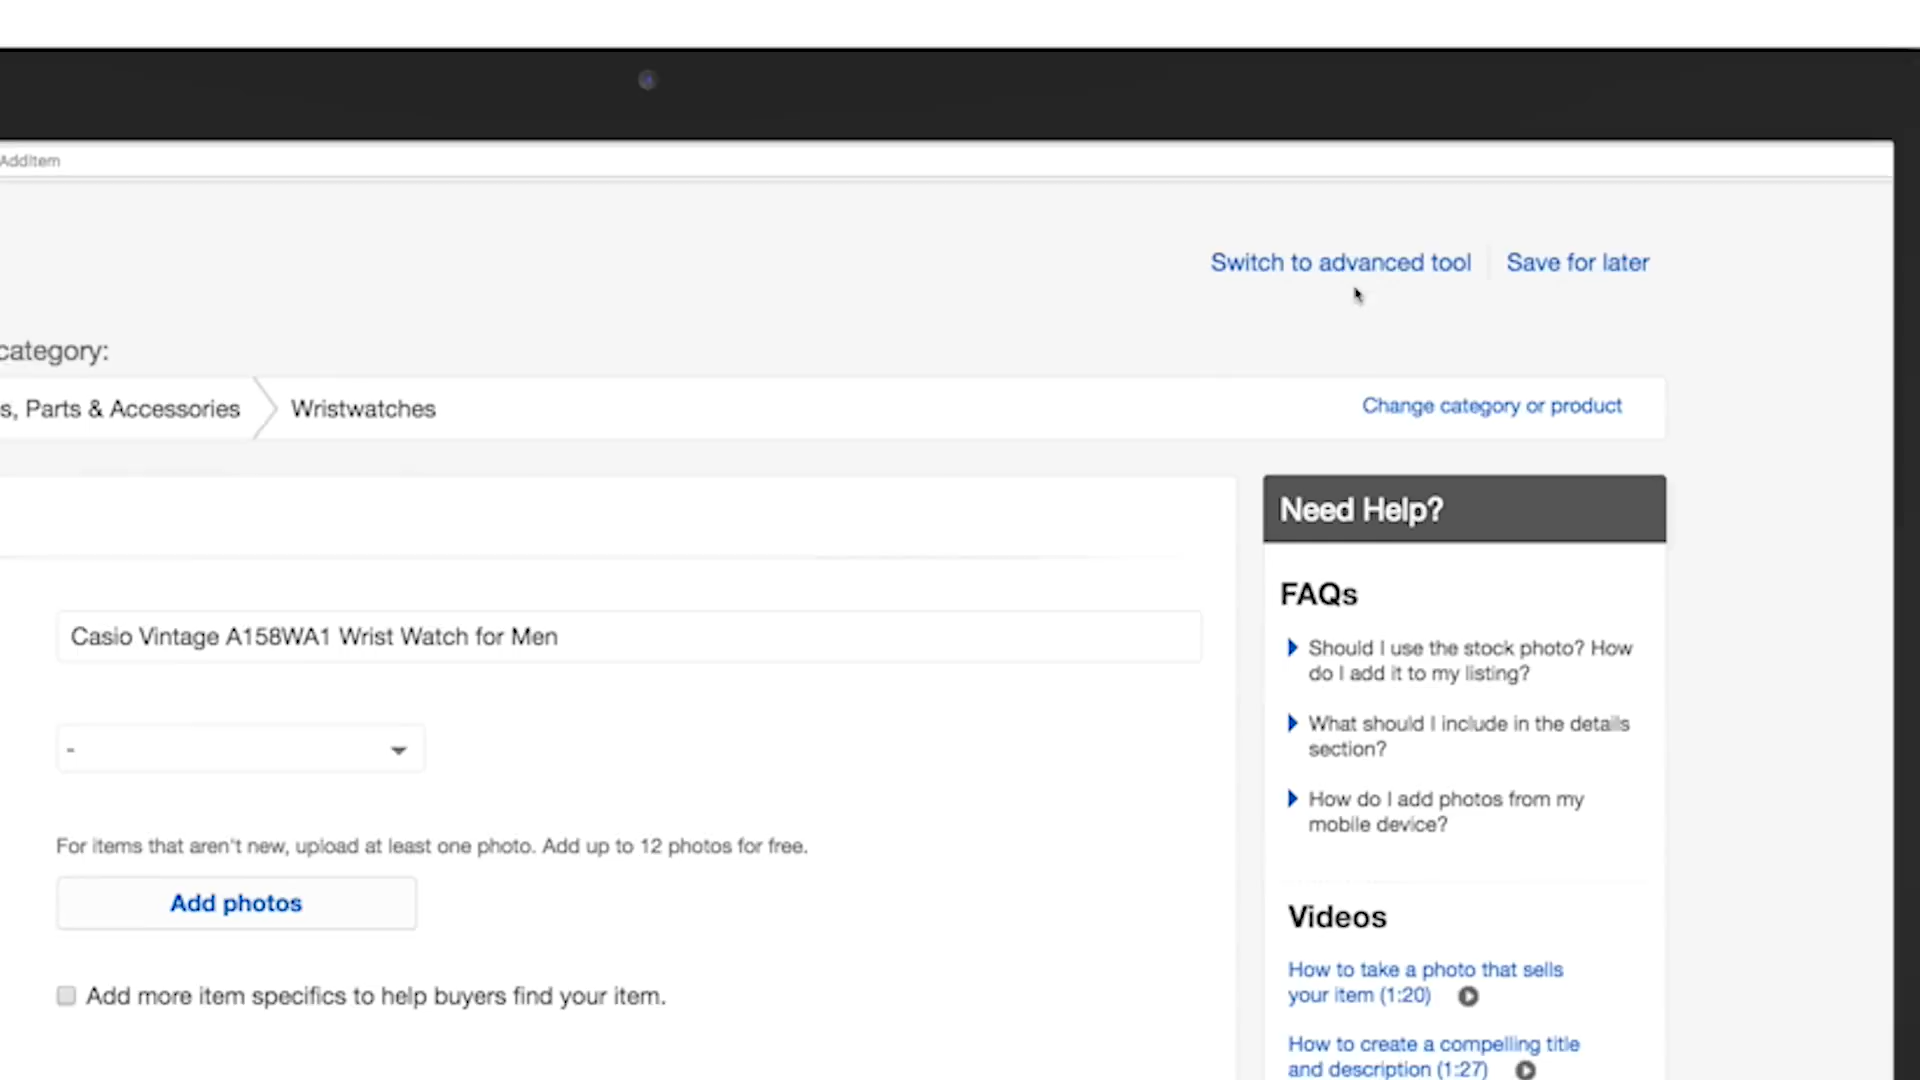 AddItem
Switch to advanced tool
Save for later
category:
s, Parts & Accessories
Wristwatches
Change category or product
Casio Vintage A158WA1 Wrist Watch for Men
-
For items that aren't new, upload at least one photo. Add up to 12 photos for free.
Add photos
Add more item specifics to help buyers find your item.
Need Help?
FAQs
Should I use the stock photo? How
do I add it to my listing?
What should I include in the details
section?
How do I add photos from my
mobile device?
Videos
How to take a photo that sells
your item (1:20)
How to create a compelling title
and description (1:27)